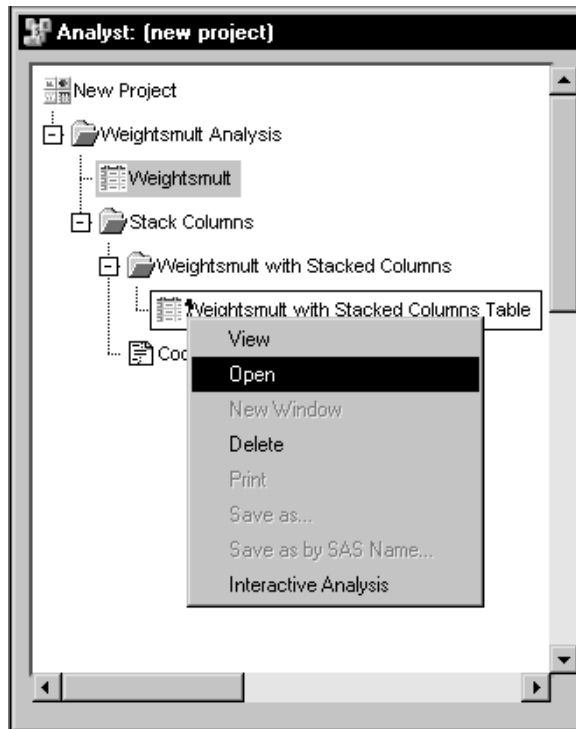 Analyst: (new project)
New Project
Weightsmult Analysis
Weightsmult
Stack Columns
Weightsmult with Stacked Columns
Weightsmult with Stacked Columns Table
View
Open
New Window
Delete
Print
Save as...
Save as by SAS Name...
Interactive Analysis